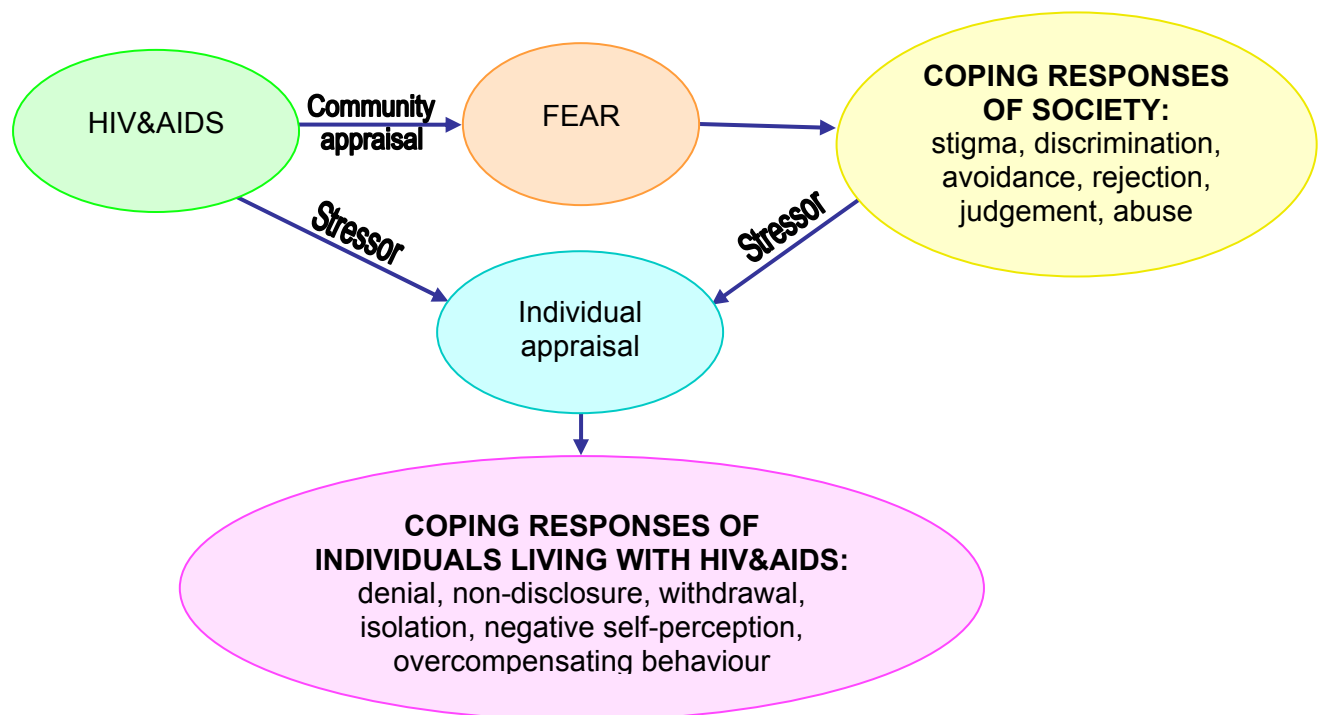 HIV&AIDS
Community
appraisal
FEAR
COPING RESPONSES
OF SOCIETY:
stigma, discrimination,
avoidance, rejection,
judgement, abuse
Stressor
Stressor
Individual
appraisal
COPING RESPONSES OF
INDIVIDUALS LIVING WITH HIV&AIDS:
denial, non-disclosure, withdrawal,
isolation, negative self-perception,
overcompensating behaviour